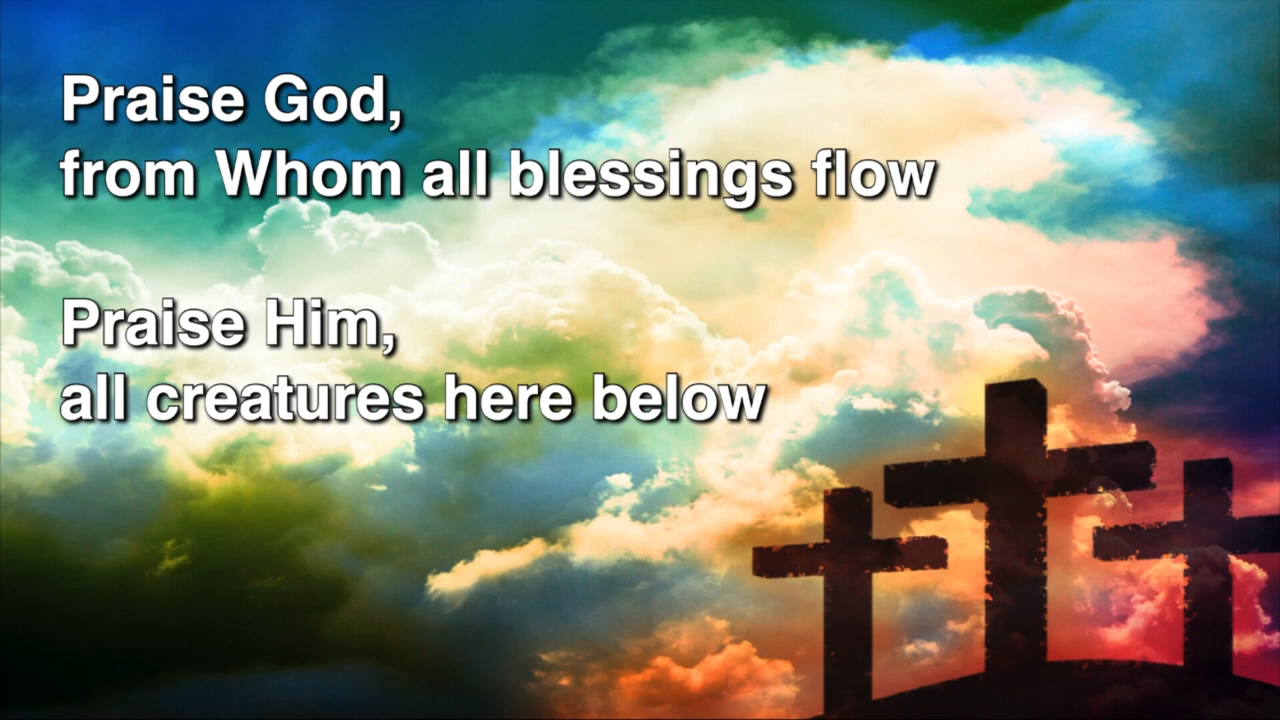 Praise God,
from Whom all blessings flow
Praise Him,
all creatures here below